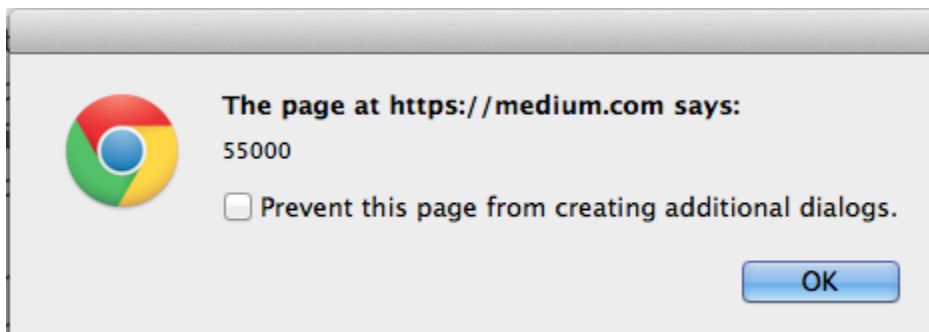 The page at https://medium.com says:
55000
Prevent this page from creating additional dialogs.
OK